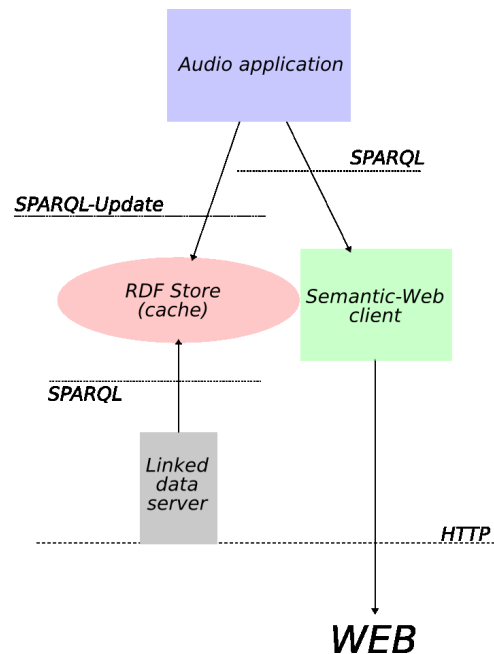 Audio application
SPARQL
SPARQL-Update
RDF Store
(cache)
Semantic-Web
client
SPARQL
Linked
data
server
HTTP
WEB